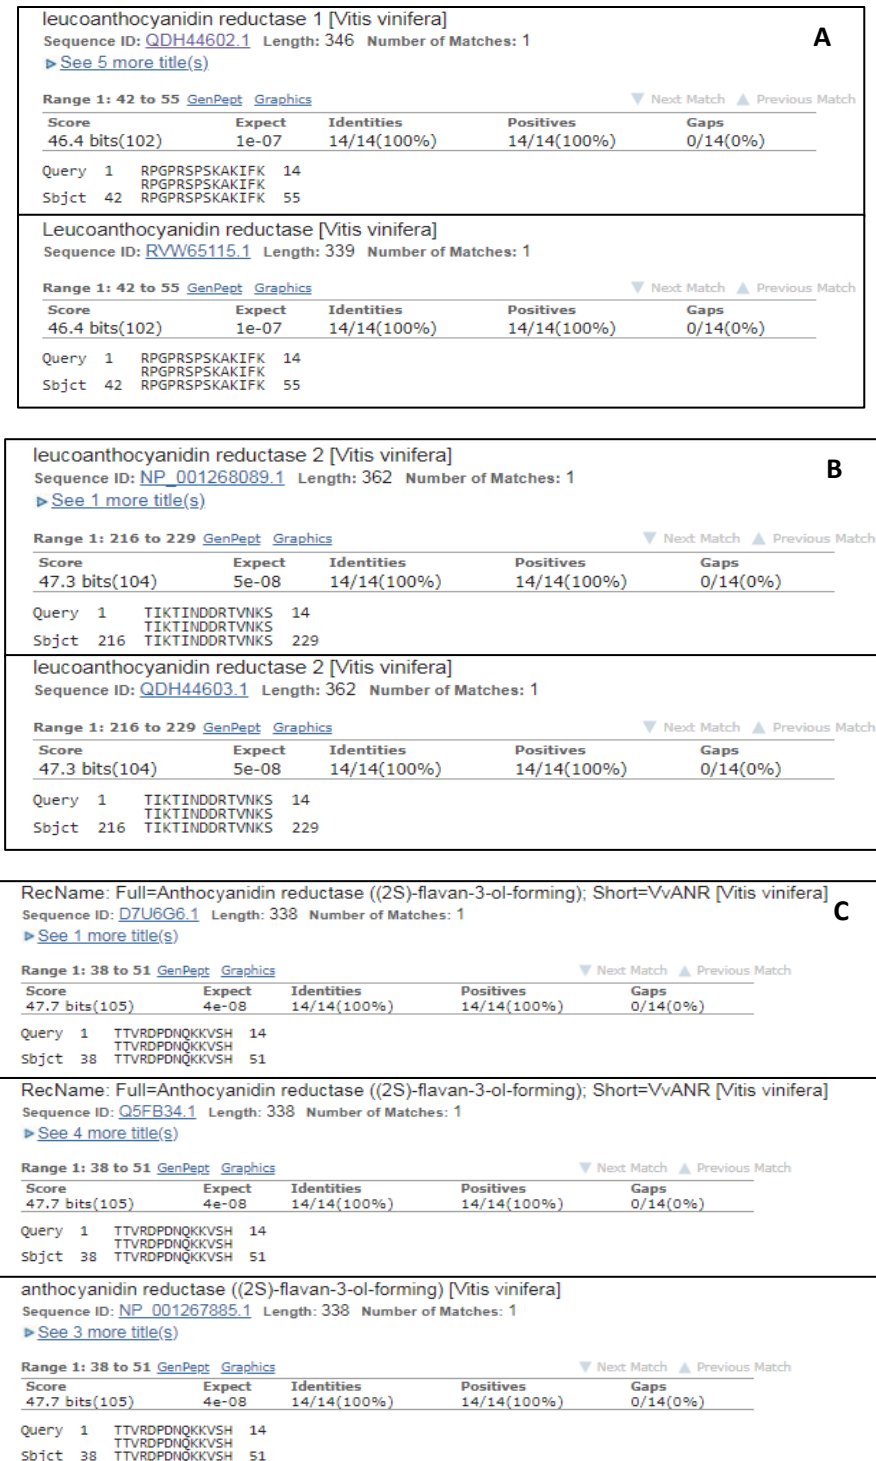 leucoanthocyanidin reductase 1 [Vitis vinifera]
A
Sequence ID: QDH44602.1 Length: 346 Number of Matches: 1
See 5 more title(s)
Range 1: 42 to 55 GenPept Graphics Next Match Previous Match
Score Expect Identities Positives Gaps
46.4 bits(102) 1e-07 14/14(100%) 14/14(100%) 0/14(0%)
Query 1 RPGPRSPSKAKIFK 14
RPGPRSPSKAKIFK
Sbjct 42 RPGPRSPSKAKIFK 55
Leucoanthocyanidin reductase [Vitis vinifera]
Sequence ID: RVW65115.1 Length: 339 Number of Matches: 1
Range 1: 42 to 55 GenPept Graphics Next Match Previous Match
Score Expect Identities Positives Gaps
46.4 bits(102) 1e-07 14/14(100%) 14/14(100%) 0/14(0%)
Query 1 RPGPRSPSKAKIFK 14
RPGPRSPSKAKIFK
Sbjct 42 RPGPRSPSKAKIFK 55
leucoanthocyanidin reductase 2 [Vitis vinifera]
B
Sequence ID: NP_001268089.1 Length: 362 Number of Matches: 1
See 1 more title(s)
Range 1: 216 to 229 GenPept Graphics Next Match Previous Match
Score Expect Identities Positives Gaps
47.3 bits(104) 5e-08 14/14(100%) 14/14(100%) 0/14(0%)
Query 1 TIKTINDDRTVNKS 14
TIKTINDDRTVNKS
Sbjct 216 TIKTINDDRTVNKS 229
leucoanthocyanidin reductase 2 [Vitis vinifera]
Sequence ID: QDH44603.1 Length: 362 Number of Matches: 1
Range 1: 216 to 229 GenPept Graphics Next Match Previous Match
Score Expect Identities Positives Gaps
47.3 bits(104) 5e-08 14/14(100%) 14/14(100%) 0/14(0%)
Query 1 TIKTINDDRTVNKS 14
TIKTINDDRTVNKS
Sbjct 216 TIKTINDDRTVNKS 229
RecName: Full=Anthocyanidin reductase ((2S)-flavan-3-ol-forming); Short=VvANR [Vitis vinifera]
C
Sequence ID: D7U6G6.1 Length: 338 Number of Matches: 1
See 1 more title(s)
Range 1: 38 to 51 GenPept Graphics Next Match Previous Match
Score Expect Identities Positives Gaps
47.7 bits(105) 4e-08 14/14(100%) 14/14(100%) 0/14(0%)
Query 1 TTVRDPDNQKKVSH 14
TTVRDPDNQKKVSH
Sbjct 38 TTVRDPDNQKKVSH 51
RecName: Full=Anthocyanidin reductase ((2S)-flavan-3-ol-forming); Short=VvANR [Vitis vinifera]
Sequence ID: Q5FB34.1 Length: 338 Number of Matches: 1
See 4 more title(s)
Range 1: 38 to 51 GenPept Graphics Next Match Previous Match
Score Expect Identities Positives Gaps
47.7 bits(105) 4e-08 14/14(100%) 14/14(100%) 0/14(0%)
Query 1 TTVRDPDNQKKVSH 14
TTVRDPDNQKKVSH
Sbjct 38 TTVRDPDNQKKVSH 51
anthocyanidin reductase ((2S)-flavan-3-ol-forming) [Vitis vinifera]
Sequence ID: NP_001267885.1 Length: 338 Number of Matches: 1
See 3 more title(s)
Range 1: 38 to 51 GenPept Graphics Next Match Previous Match
Score Expect Identities Positives Gaps
47.7 bits(105) 4e-08 14/14(100%) 14/14(100%) 0/14(0%)
Query 1 TTVRDPDNQKKVSH 14
TTVRDPDNQKKVSH
Sbjct 38 TTVRDPDNQKKVSH 51